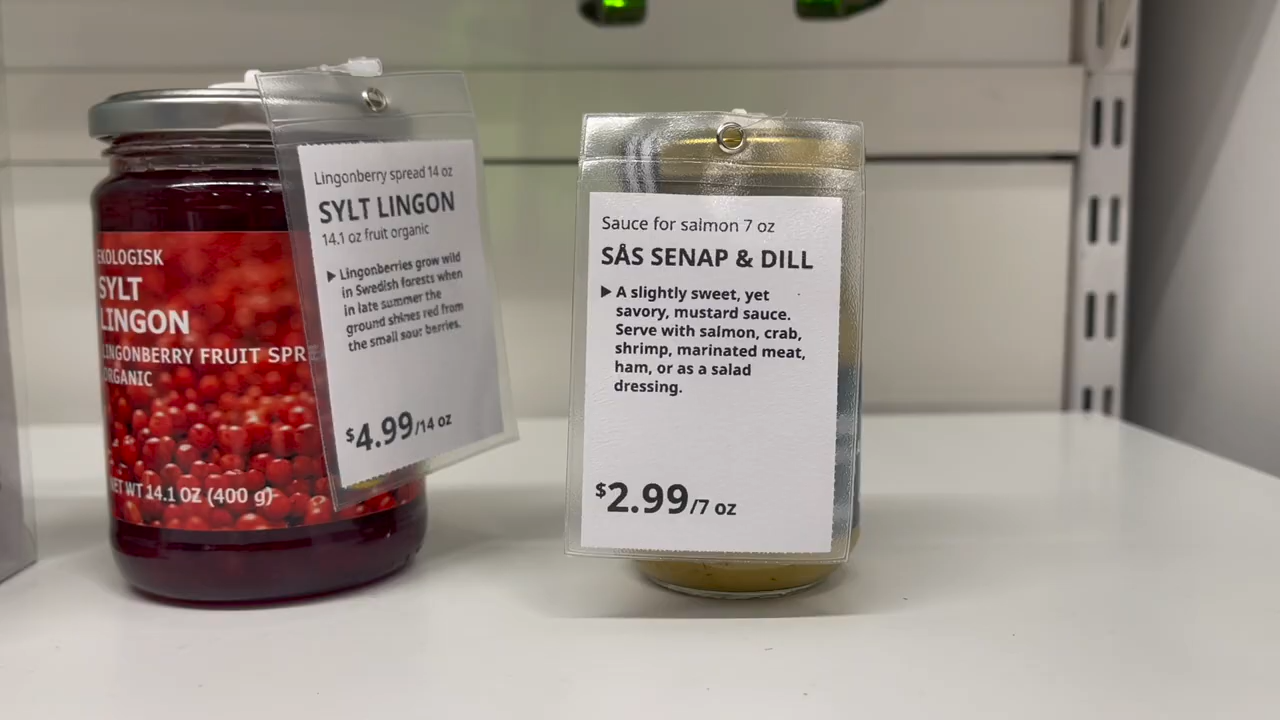 EKOLOGISK
SYLT
LINGON
LINGONBERRY FRUIT SPR
ORGANIC
NET WT 14.1 OZ (400 g)
Lingonberry spread 14 oz
SYLT LINGON
14.1 oz fruit organic
▶ Lingonberries grow wild
in Swedish forests when
in late summer the
ground shines red from
the small sour berries.
$4.99/14 oz
Sauce for salmon 7 oz
SÅS SENAP & DILL
▶ A slightly sweet, yet
savory, mustard sauce.
Serve with salmon, crab,
shrimp, marinated meat,
ham, or as a salad
dressing.
$2.99/7 oz